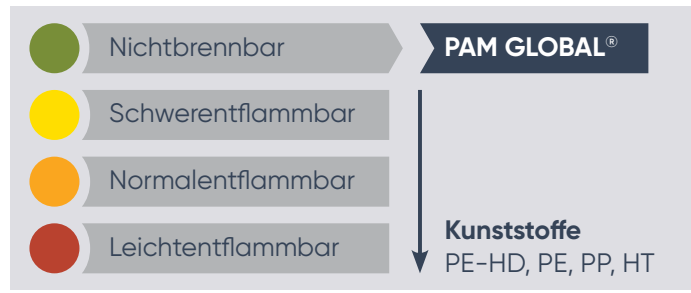 Nichtbrennbar
PAM GLOBAL®
Schwerentflammbar
Normalentflammbar
Leichtentflammbar
Kunststoffe
PE-HD, PE, PP, HT